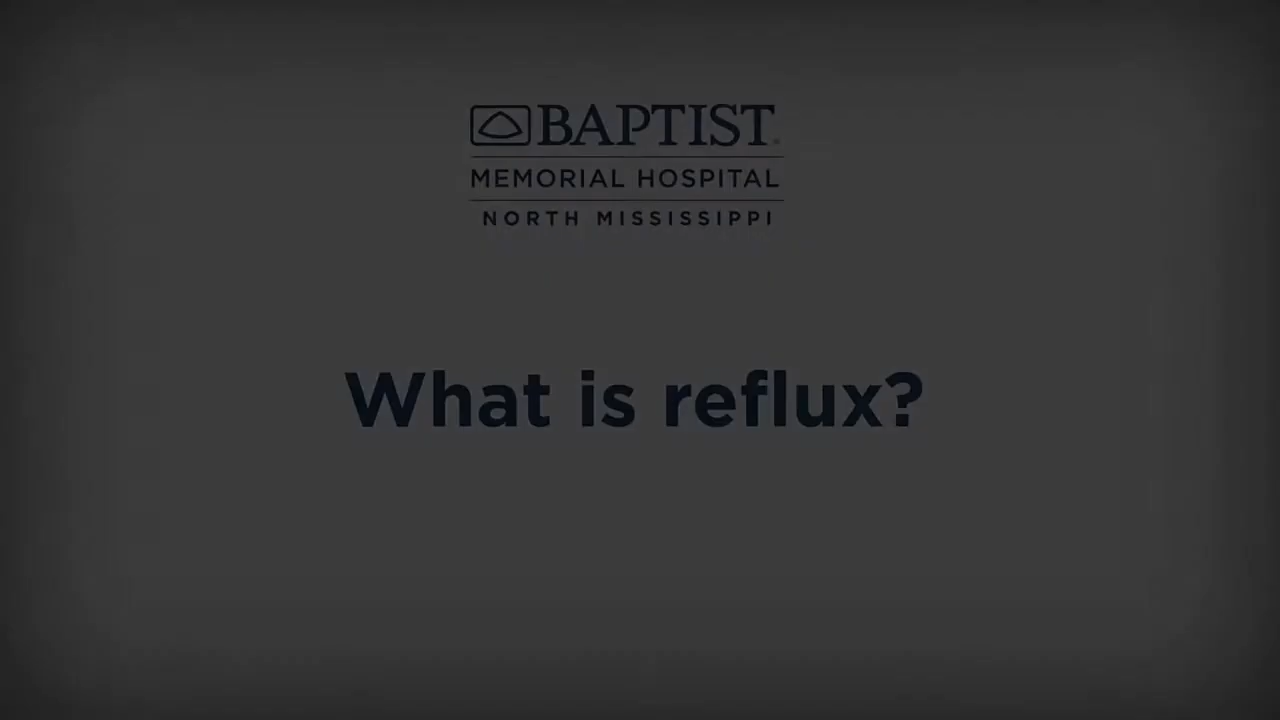 BAPTIST
MEMORIAL HOSPITAL
NORTH MISSISSIPPI
What is reflux?